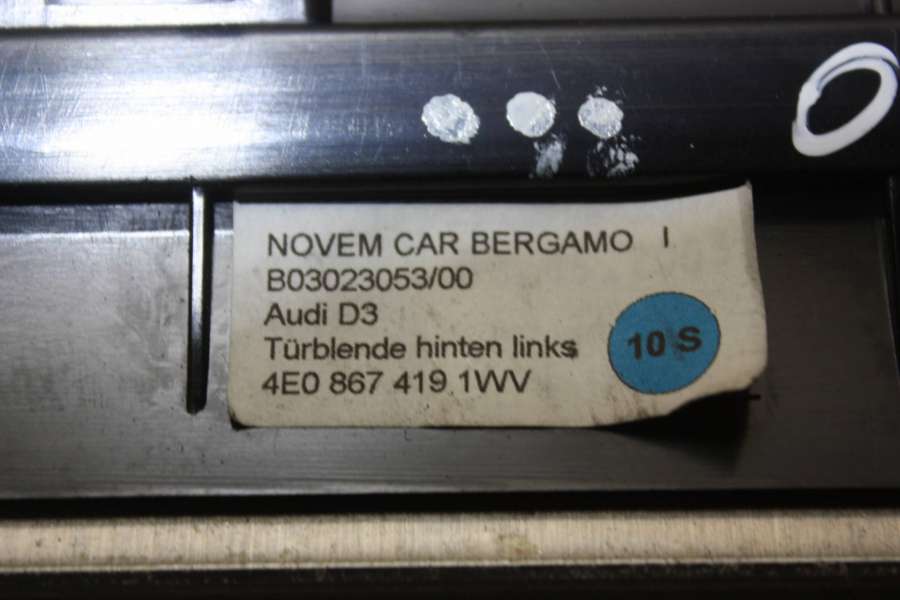 NOVEM CAR BERGAMO I
B03023053/00
Audi D3
Türblende hinten links
4E0 867 419 1WV
10 S